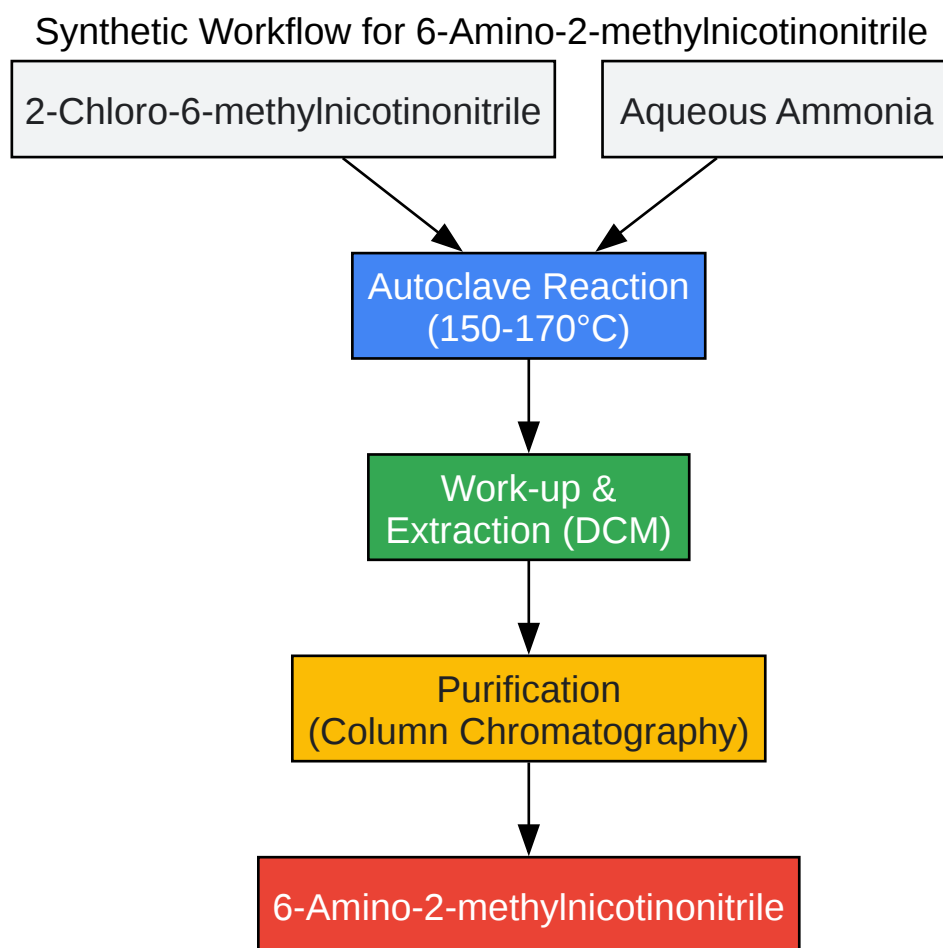 Synthetic Workflow for 6-Amino-2-methylnicotinonitrile
2-Chloro-6-methylnicotinonitrile
Aqueous Ammonia
Autoclave Reaction
(150-170°C)
Work-up &
Extraction (DCM)
Purification
(Column Chromatography)
6-Amino-2-methylnicotinonitrile